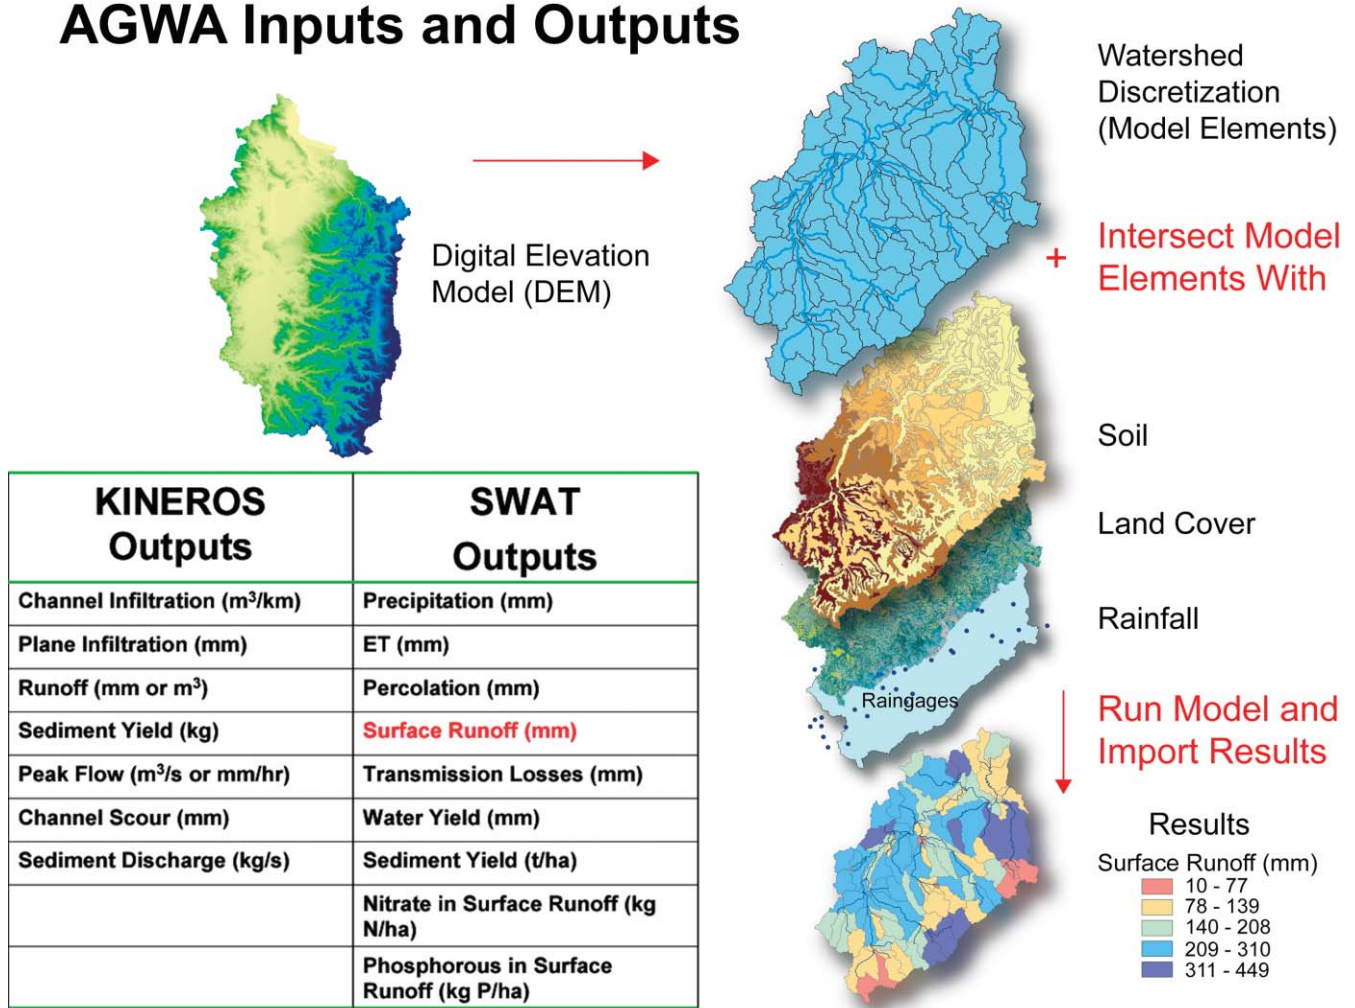 AGWA Inputs and Outputs
Digital Elevation
Model (DEM)
Watershed
Discretization
(Model Elements)
+
Intersect Model
Elements With
Soil
Land Cover
Rainfall
Raingages
Run Model and
Import Results
Results
Surface Runoff (mm)
10 - 77
78 - 139
140 - 208
209 - 310
311 - 449
KINEROS
Outputs
SWAT
Outputs
Channel Infiltration (m³/km)
Precipitation (mm)
Plane Infiltration (mm)
ET (mm)
Runoff (mm or m³)
Percolation (mm)
Sediment Yield (kg)
Surface Runoff (mm)
Peak Flow (m³/s or mm/hr)
Transmission Losses (mm)
Channel Scour (mm)
Water Yield (mm)
Sediment Discharge (kg/s)
Sediment Yield (t/ha)
Nitrate in Surface Runoff (kg
N/ha)
Phosphorous in Surface
Runoff (kg P/ha)